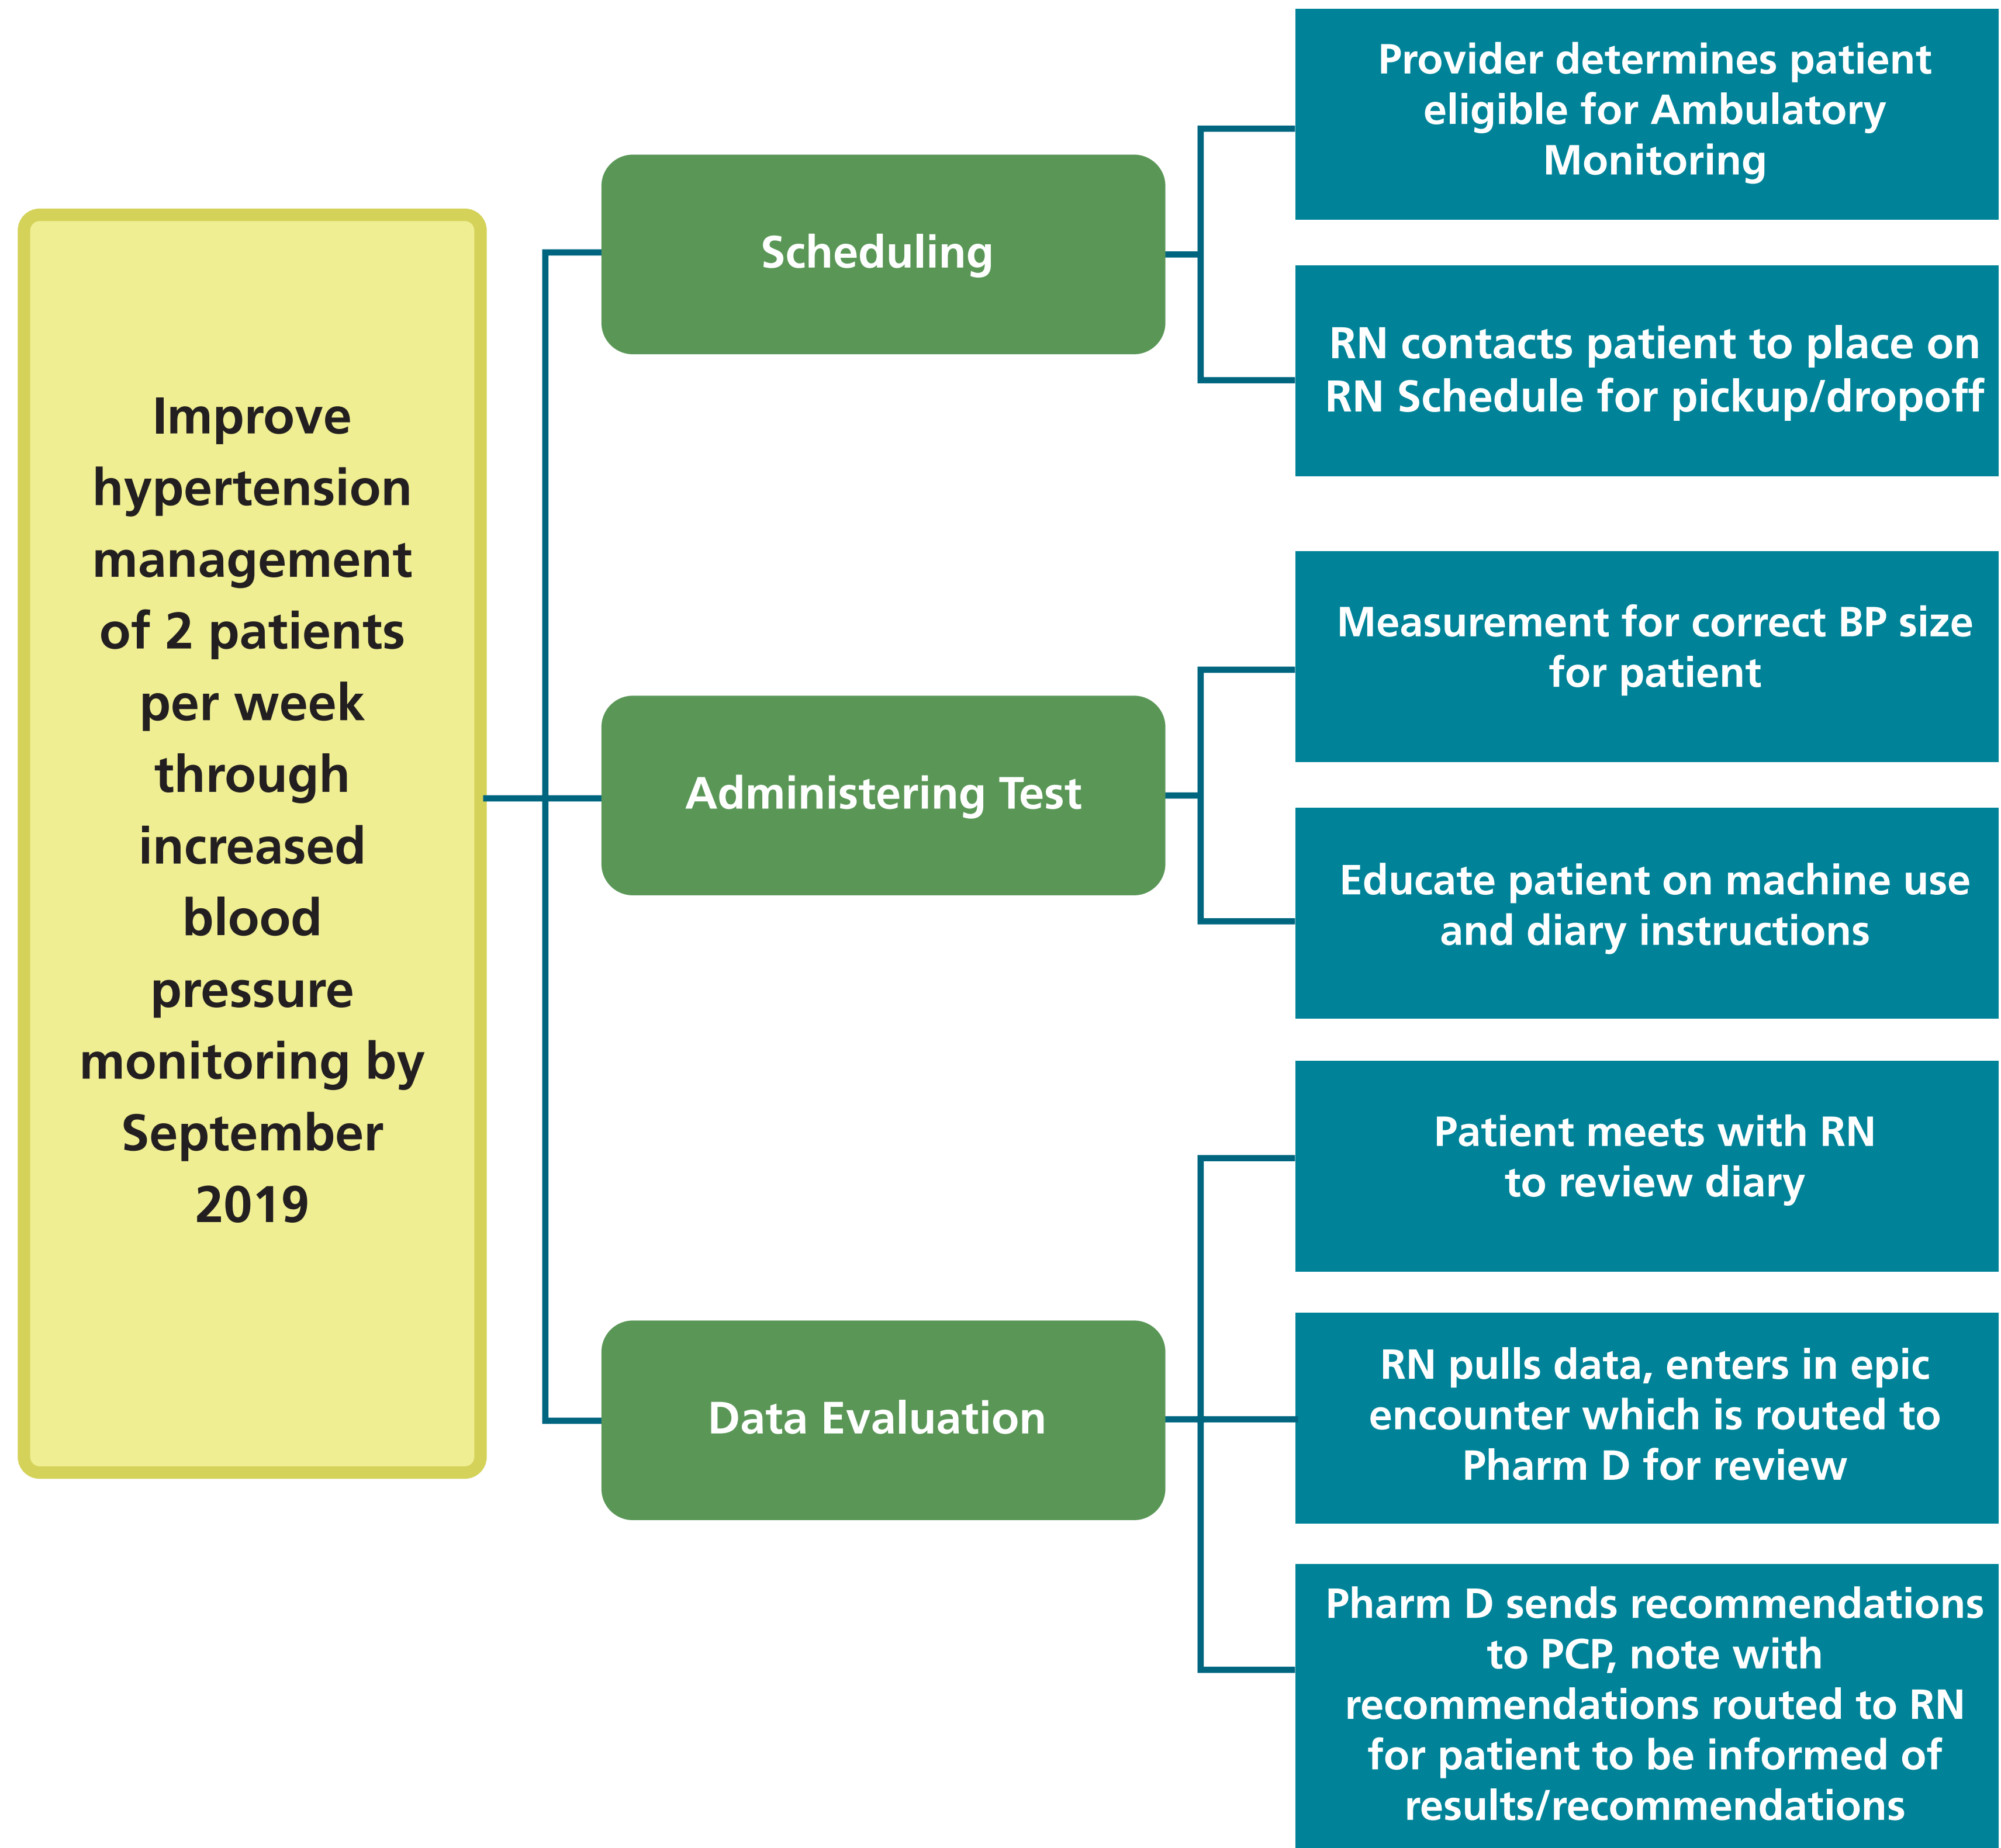 Improve
hypertension
management
of 2 patients
per week
through
increased
blood
pressure
monitoring by
September
2019
Scheduling
Provider determines patient
eligible for Ambulatory
Monitoring
RN contacts patient to place on
RN Schedule for pickup/dropoff
Administering Test
Measurement for correct BP size
for patient
Educate patient on machine use
and diary instructions
Data Evaluation
Patient meets with RN
to review diary
RN pulls data, enters in epic
encounter which is routed to
Pharm D for review
Pharm D sends recommendations
to PCP, note with
recommendations routed to RN
for patient to be informed of
results/recommendations